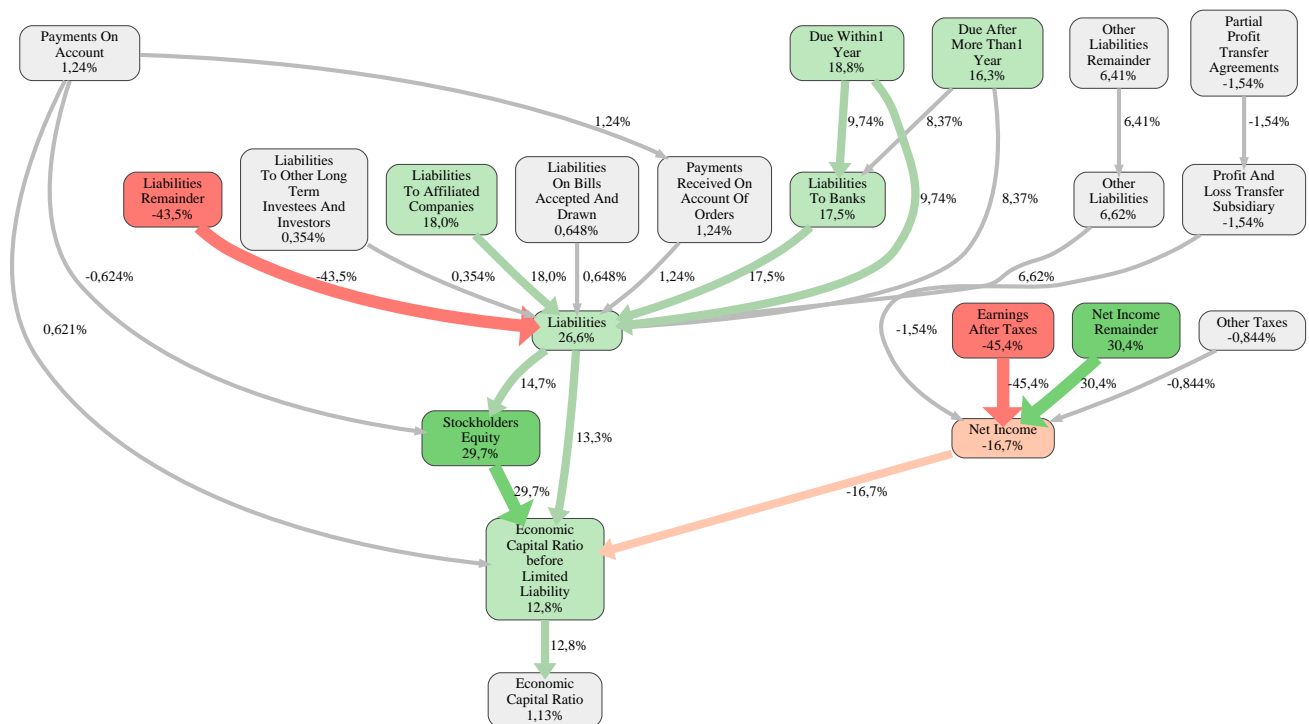 Payments On
Account
1,24%
Due Within1
Year
18,8%
Due After
More Than1
Year
16,3%
Other
Liabilities
Remainder
6,41%
Partial
Profit
Transfer
Agreements
-1,54%
1,24%
9,74%
8,37%
6,41%
-1,54%
Liabilities
Remainder
-43,5%
Liabilities
To Other Long
Term
Investees And
Investors
0,354%
Liabilities
To Affiliated
Companies
18,0%
Liabilities
On Bills
Accepted And
Drawn
0,648%
Payments
Received On
Account Of
Orders
1,24%
Liabilities
To Banks
17,5%
9,74%
8,37%
Other
Liabilities
6,62%
Profit And
Loss Transfer
Subsidiary
-1,54%
-0,624%
-43,5%
0,354%
18,0%
0,648%
1,24%
17,5%
6,62%
0,621%
Liabilities
26,6%
-1,54%
Earnings
After Taxes
-45,4%
Net Income
Remainder
30,4%
Other Taxes
-0,844%
14,7%
13,3%
-45,4%
30,4%
-0,844%
Stockholders
Equity
29,7%
Net Income
-16,7%
29,7%
-16,7%
Economic
Capital Ratio
before
Limited
Liability
12,8%
12,8%
Economic
Capital Ratio
1,13%